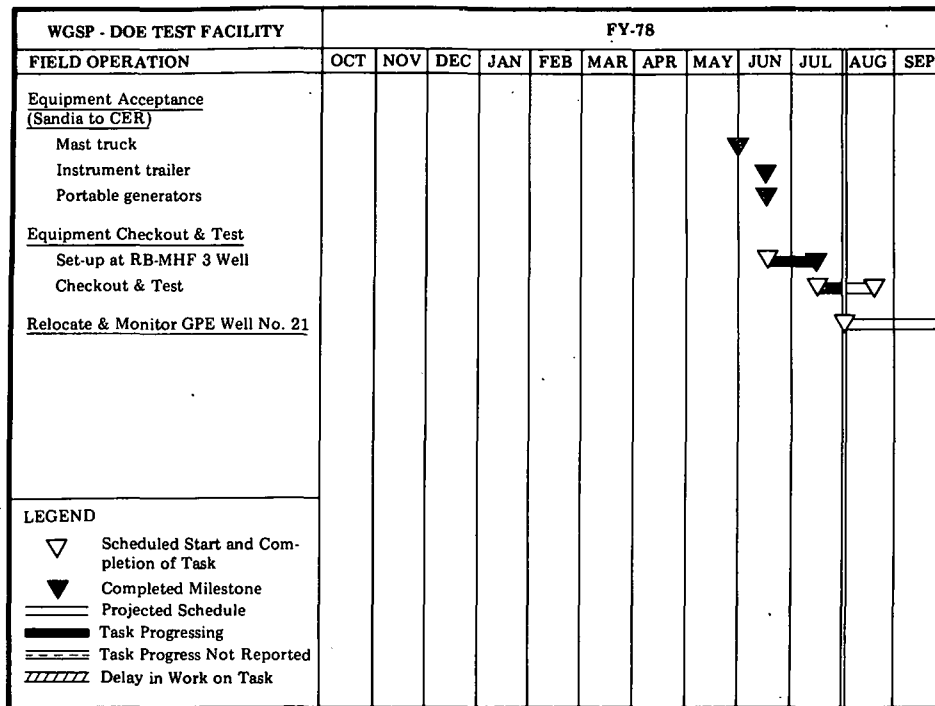 WGSP - DOE TEST FACILITY
FY-78
FIELD OPERATION
OCT NOV DEC JAN FEB MAR APR MAY JUN JUL AUG SEP
Equipment Acceptance
(Sandia to CER)
Mast truck
Instrument trailer
Portable generators
Equipment Checkout & Test
Set-up at RB-MHF 3 Well
Checkout & Test
Relocate & Monitor GPE Well No. 21
LEGEND
Scheduled Start and Com-
pletion of Task
Completed Milestone
Projected Schedule
Task Progressing
Task Progress Not Reported
Delay in Work on Task